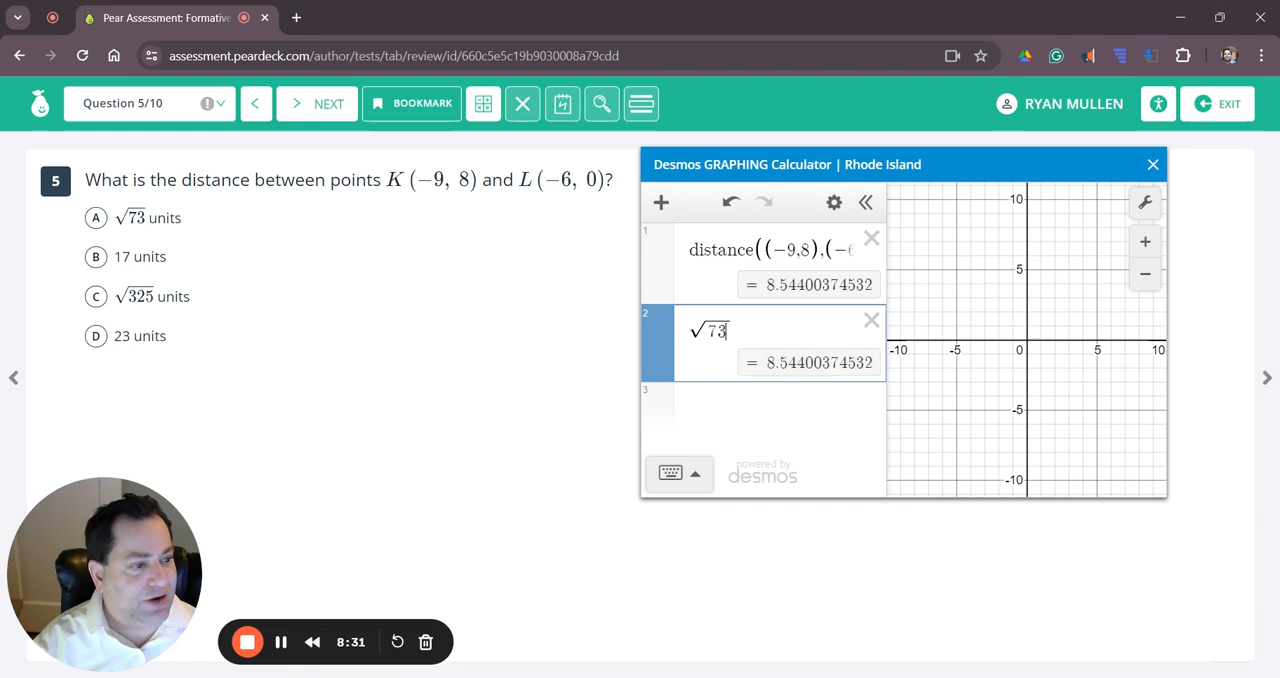 Pear Assessment: Formative
assessment.peardeck.com/author/tests/tab/review/id/660c5e5c19b9030008a79cdd
Question 5/10
NEXT
BOOKMARK
RYAN MULLEN
EXIT
5 What is the distance between points K (−9, 8) and L (−6, 0)?
A √73 units
B 17 units
C √325 units
D 23 units
Desmos GRAPHING Calculator | Rhode Island
1
distance((−9,8),(−6
= 8.54400374532
2
√73
= 8.54400374532
3
powered by
desmos
10
5
-10 -5 0 5 10
-5
-10
8:31